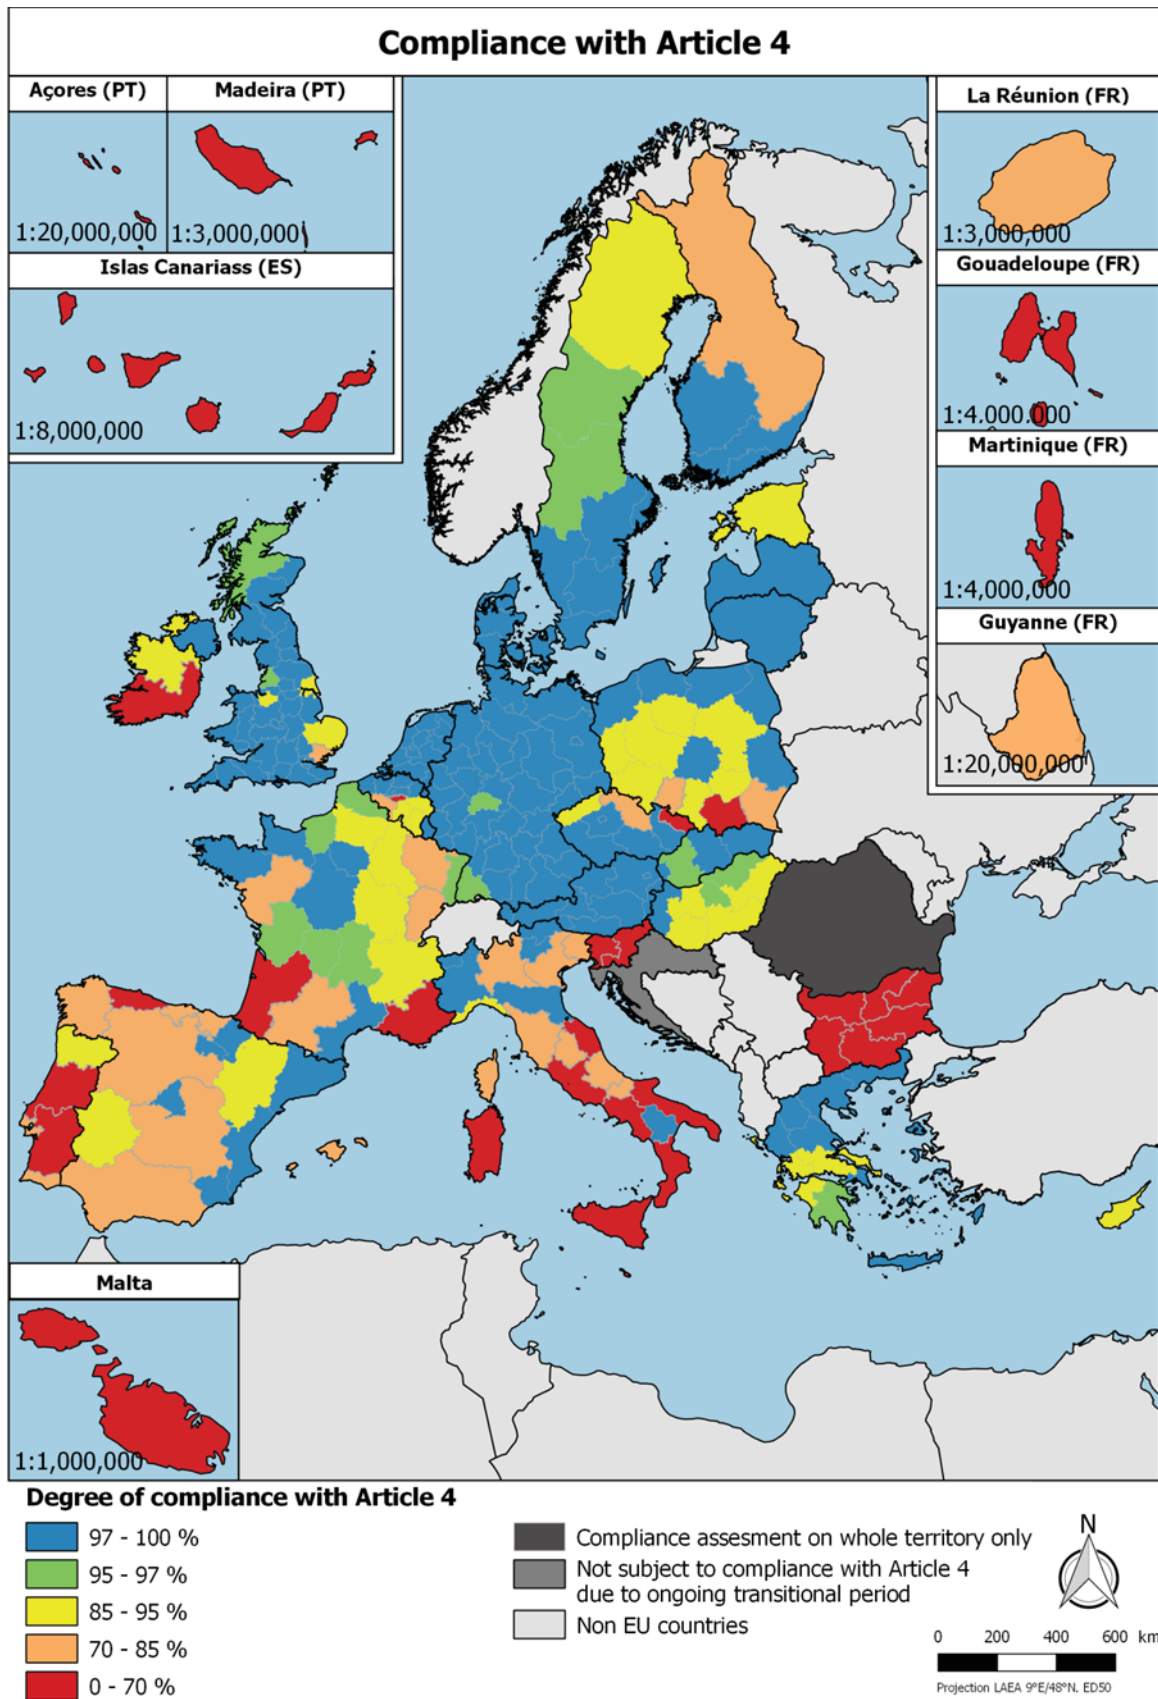 Compliance with Article 4
Açores (PT)
Madeira (PT)
1:20,000,000
1:3,000,000
Islas Canariass (ES)
1:8,000,000
La Réunion (FR)
1:3,000,000
Gouadeloupe (FR)
1:4.000.000
Martinique (FR)
1:4,000,000
Guyanne (FR)
1:20,000,000
Malta
1:1,000,000
Degree of compliance with Article 4
97 - 100 %
95 - 97 %
85 - 95 %
70 - 85 %
0 - 70 %
Compliance assesment on whole territory only
Not subject to compliance with Article 4
due to ongoing transitional period
Non EU countries
N
0 200 400 600 km
Projection LAEA 9°E/48°N. ED50